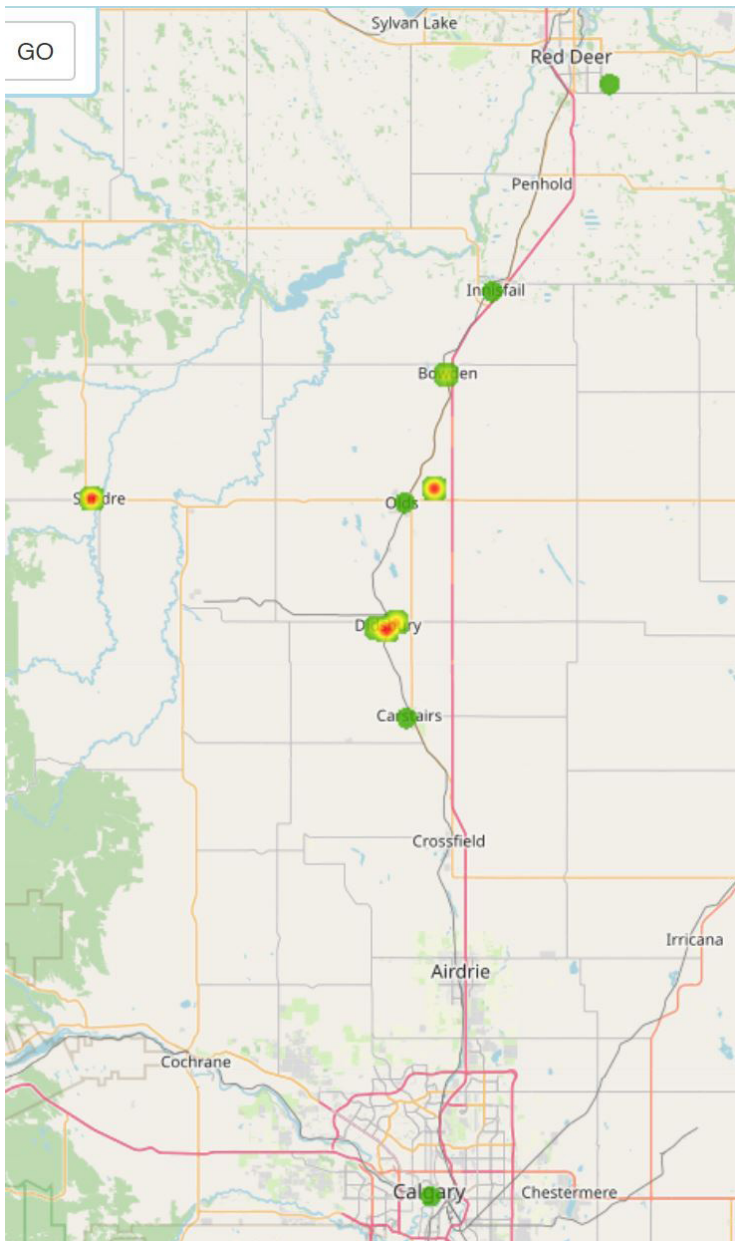 Sylvan Lake
GO
Red Deer
Penhold
Innisfail
Bowden
Olds
Carstairs
Crossfield
Irricana
Airdrie
Cochrane
Calgary
Chestermere